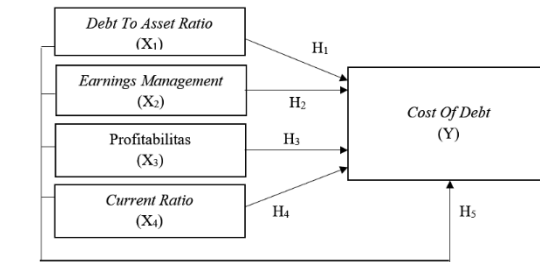 Debt To Asset Ratio
(X₁)
H₁
Earnings Management
(X₂)
H₂
Profitabilitas
(X₃)
H₃
Current Ratio
(X₄)
H₄
Cost Of Debt
(Y)
H₅